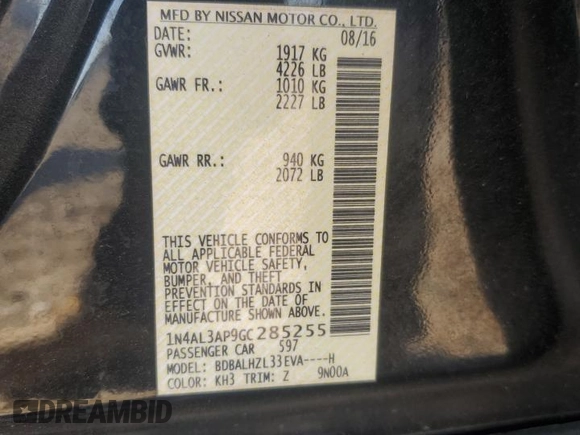 MFD BY NISSAN MOTOR CO., LTD.
DATE: 08/16
GVWR: 1917 KG
4226 LB
GAWR FR.: 1010 KG
2227 LB
GAWR RR.: 940 KG
2072 LB
THIS VEHICLE CONFORMS TO
ALL APPLICABLE FEDERAL
MOTOR VEHICLE SAFETY,
BUMPER, AND THEFT
PREVENTION STANDARDS IN
EFFECT ON THE DATE OF
MANUFACTURE SHOWN ABOVE.
1N4AL3AP9GC285255
PASSENGER CAR 597
MODEL: BDBALHZL33EVA----H
COLOR: KH3 TRIM: Z 9N00A
DREAMBID